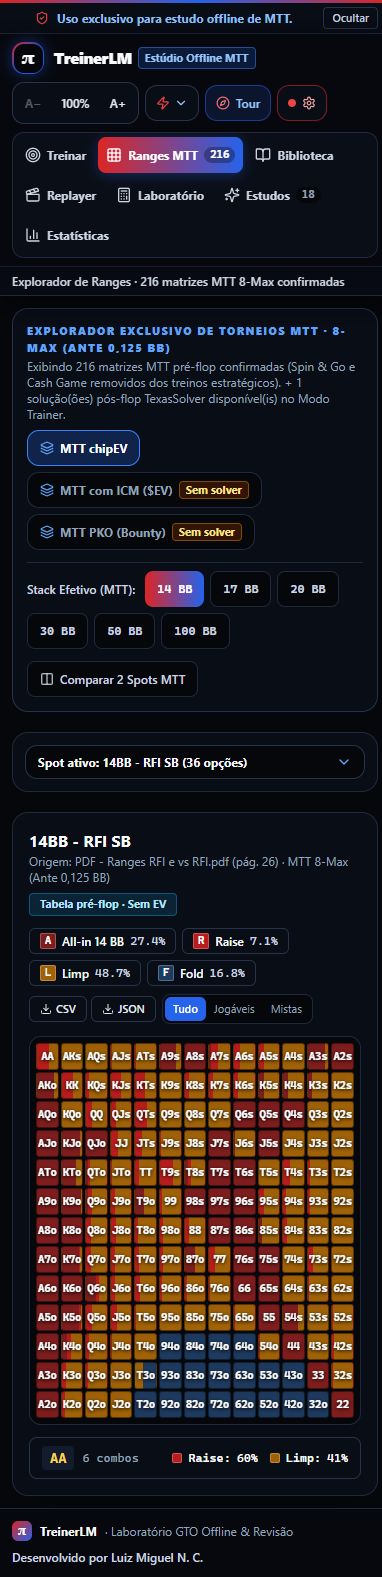 Uso exclusivo para estudo offline de MTT.
Ocultar
π TreinerLM Estúdio Offline MTT
A− 100% A+ Tour
Treinar Ranges MTT 216 Biblioteca
Replayer Laboratório Estudos 18
Estatísticas
Explorador de Ranges · 216 matrizes MTT 8-Max confirmadas
EXPLORADOR EXCLUSIVO DE TORNEIOS MTT · 8-
MAX (ANTE 0,125 BB)
Exibindo 216 matrizes MTT pré-flop confirmadas (Spin & Go e
Cash Game removidos dos treinos estratégicos). + 1
solução(ões) pós-flop TexasSolver disponível(is) no Modo
Trainer.
MTT chipEV
MTT com ICM ($EV) Sem solver
MTT PKO (Bounty) Sem solver
Stack Efetivo (MTT): 14 BB 17 BB 20 BB
30 BB 50 BB 100 BB
Comparar 2 Spots MTT
Spot ativo: 14BB - RFI SB (36 opções)
14BB - RFI SB
Origem: PDF - Ranges RFI e vs RFI.pdf (pág. 26) · MTT 8-Max
(Ante 0,125 BB)
Tabela pré-flop · Sem EV
A All-in 14 BB 27.4% R Raise 7.1%
L Limp 48.7% F Fold 16.8%
CSV JSON Tudo Jogáveis Mistas
AA AKs AQs AJs ATs A9s A8s A7s A6s A5s A4s A3s A2s
AKo KK KQs KJs KTs K9s K8s K7s K6s K5s K4s K3s K2s
AQo KQo QQ QJs QTs Q9s Q8s Q7s Q6s Q5s Q4s Q3s Q2s
AJo KJo QJo JJ JTs J9s J8s J7s J6s J5s J4s J3s J2s
ATo KTo QTo JTo TT T9s T8s T7s T6s T5s T4s T3s T2s
A9o K9o Q9o J9o T9o 99 98s 97s 96s 95s 94s 93s 92s
A8o K8o Q8o J8o T8o 98o 88 87s 86s 85s 84s 83s 82s
A7o K7o Q7o J7o T7o 97o 87o 77 76s 75s 74s 73s 72s
A6o K6o Q6o J6o T6o 96o 86o 76o 66 65s 64s 63s 62s
A5o K5o Q5o J5o T5o 95o 85o 75o 65o 55 54s 53s 52s
A4o K4o Q4o J4o T4o 94o 84o 74o 64o 54o 44 43s 42s
A3o K3o Q3o J3o T3o 93o 83o 73o 63o 53o 43o 33 32s
A2o K2o Q2o J2o T2o 92o 82o 72o 62o 52o 42o 32o 22
AA 6 combos Raise: 60% Limp: 41%
π TreinerLM · Laboratório GTO Offline & Revisão
Desenvolvido por Luiz Miguel N. C.